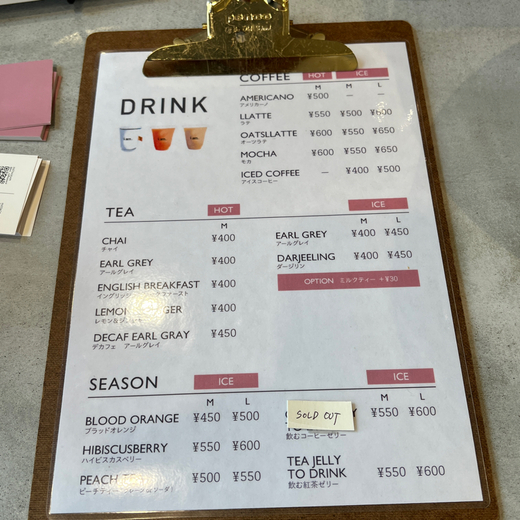 DRINK
COFFEE HOT ICE
M M L
AMERICANO ¥500 — —
アメリカーノ
LLATTE ¥550 ¥500 ¥600
ラテ
OATSLLATTE ¥600 ¥550 ¥650
オーツラテ
MOCHA ¥600 ¥550 ¥650
モカ
ICED COFFEE — ¥400 ¥500
アイスコーヒー
TEA HOT
M
CHAI ¥400
チャイ
EARL GREY ¥400
アールグレイ
ENGLISH BREAKFAST ¥400
¥400
DECAF EARL GRAY ¥450
デカフェ アールグレイ
ICE
M L
EARL GREY ¥400 ¥450
アールグレイ
DARJEELING ¥400 ¥450
ダージリン
OPTION ミルクティー +¥30
SEASON ICE
M L
BLOOD ORANGE ¥450 ¥500
ブラッドオレンジ
HIBISCUSBERRY ¥550 ¥600
ハイビスカスベリー
PEACH ¥500 ¥550
ICE
M L
SOLD OUT ¥550 ¥600
飲むコーヒーゼリー
TEA JELLY
TO DRINK ¥550 ¥600
飲む紅茶ゼリー